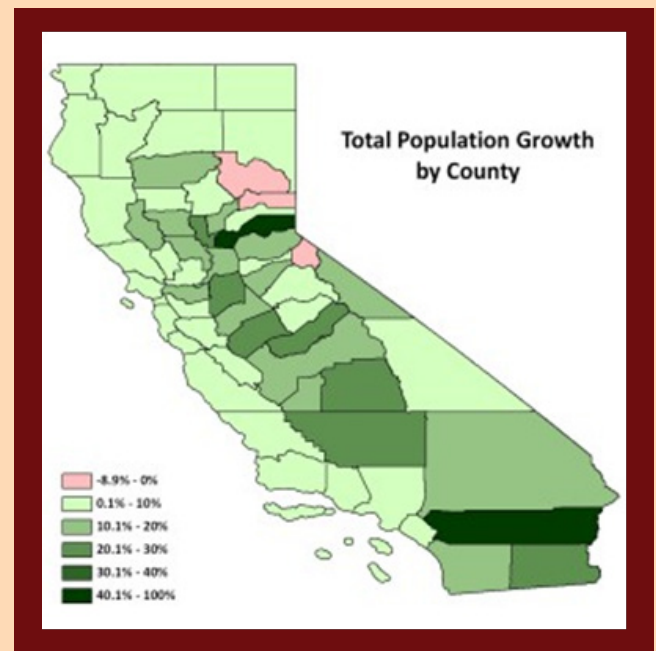 Total Population Growth
by County
-8.9% - 0%
0.1% - 10%
10.1% - 20%
20.1% - 30%
30.1% - 40%
40.1% - 100%